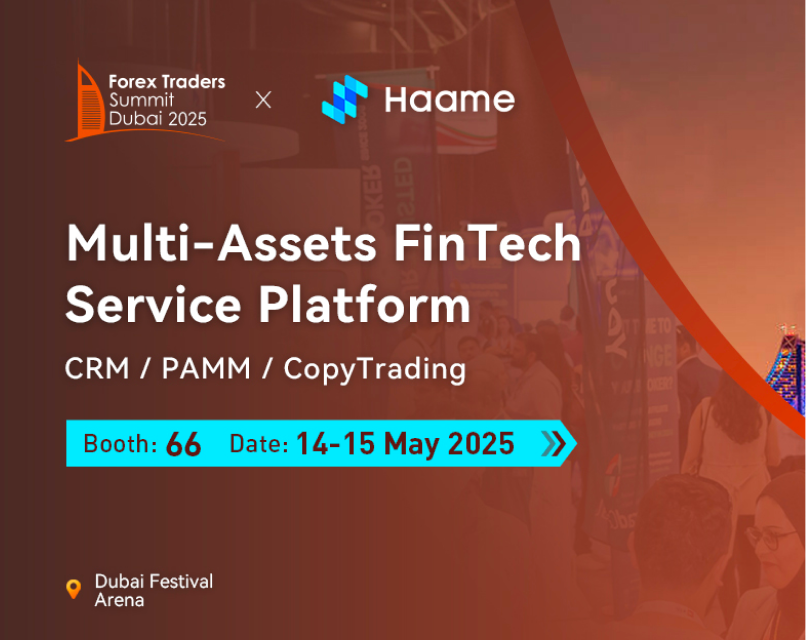 Forex Traders
Summit
Dubai 2025
X
Haame
Multi-Assets FinTech
Service Platform
CRM / PAMM / CopyTrading
Booth: 66 Date: 14-15 May 2025
Dubai Festival
Arena